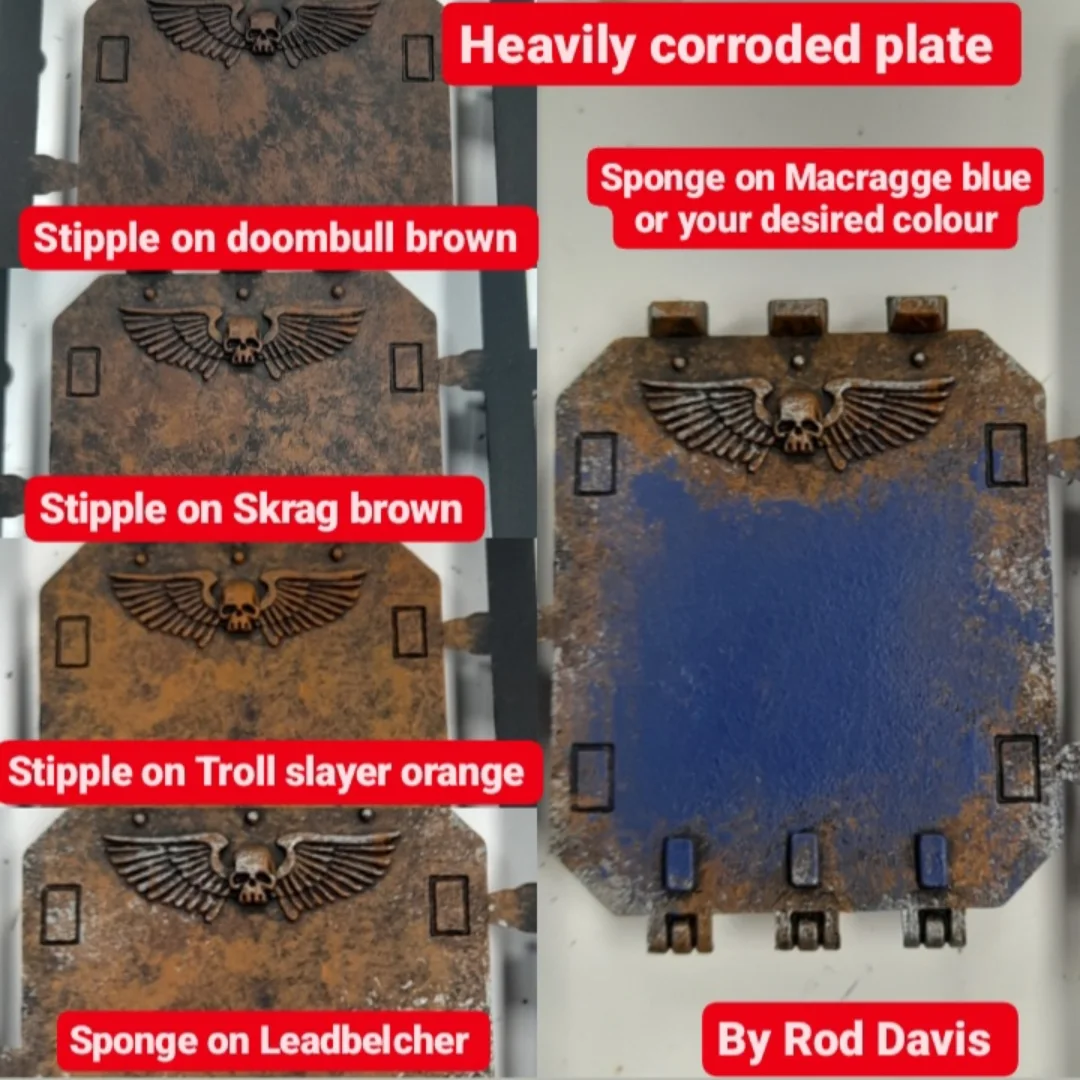 Heavily corroded plate
Stipple on doombull brown
Stipple on Skrag brown
Stipple on Troll slayer orange
Sponge on Leadbelcher
Sponge on Macragge blue
or your desired colour
By Rod Davis